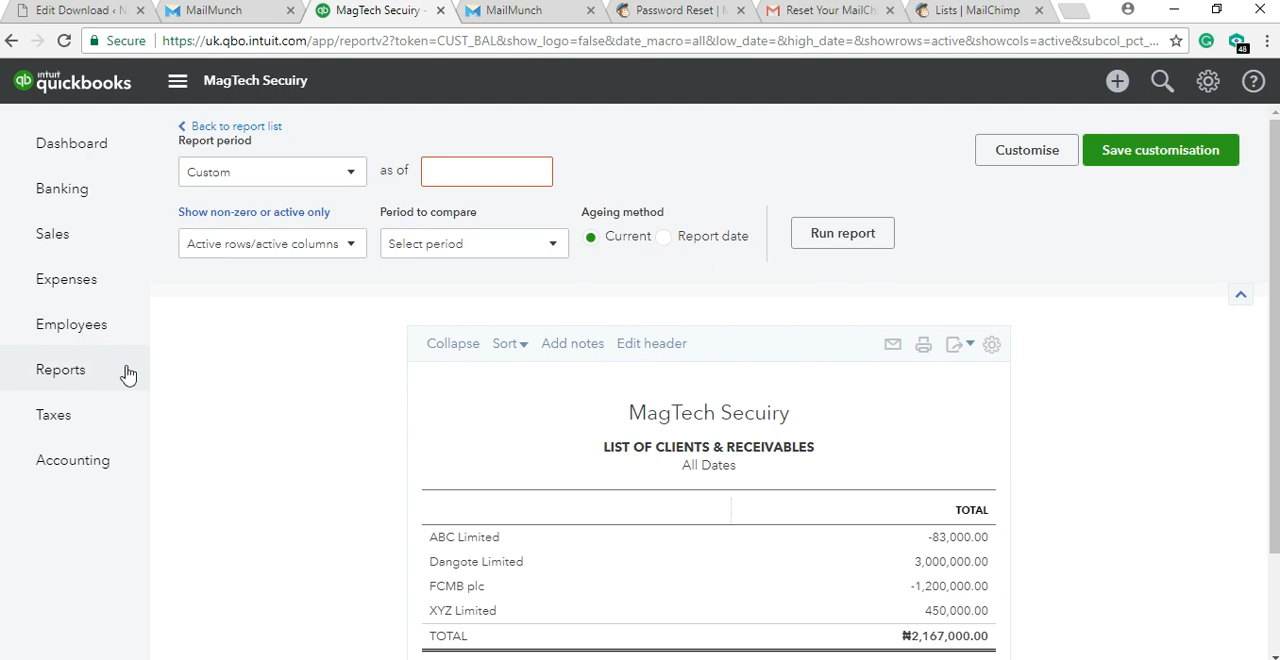 Edit Download ‹ N
MailMunch
MagTech Secuiry -
MailMunch
Password Reset | M
Reset Your MailCh
Lists | MailChimp
Secure
https://uk.qbo.intuit.com/app/reportv2?token=CUST_BAL&show_logo=false&date_macro=all&low_date=&high_date=&showrows=active&showcols=active&subcol_pct_...
48
qb intuit quickbooks
MagTech Secuiry
Dashboard
Banking
Sales
Expenses
Employees
Reports
Taxes
Accounting
Back to report list
Report period
Custom
as of
Customise
Save customisation
Show non-zero or active only
Period to compare
Ageing method
Active rows/active columns
Select period
Current
Report date
Run report
Collapse Sort Add notes Edit header
MagTech Secuiry
LIST OF CLIENTS & RECEIVABLES
All Dates
TOTAL
ABC Limited -83,000.00
Dangote Limited 3,000,000.00
FCMB plc -1,200,000.00
XYZ Limited 450,000.00
TOTAL ₦2,167,000.00